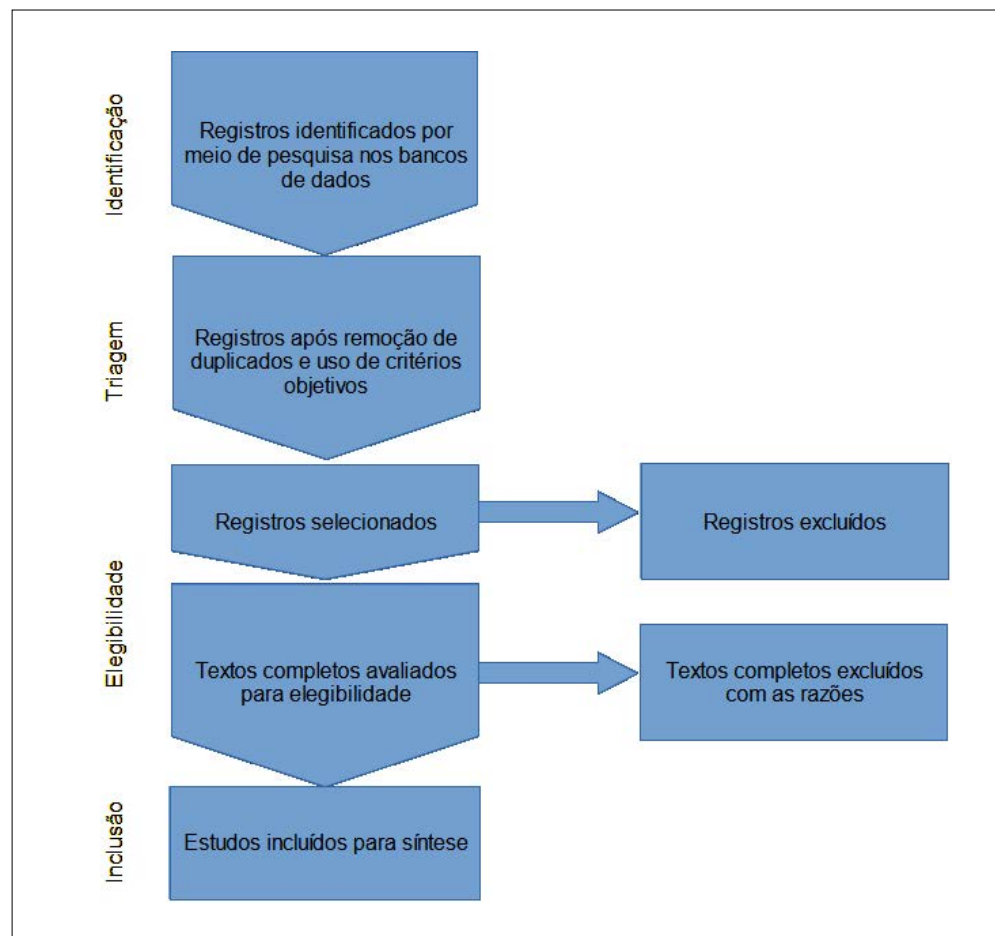 Identificação
Registros identificados por
meio de pesquisa nos bancos
de dados
Triagem
Registros após remoção de
duplicados e uso de critérios
objetivos
Elegibilidade
Registros selecionados
Registros excluídos
Textos completos avaliados
para elegibilidade
Textos completos excluídos
com as razões
Inclusão
Estudos incluídos para síntese